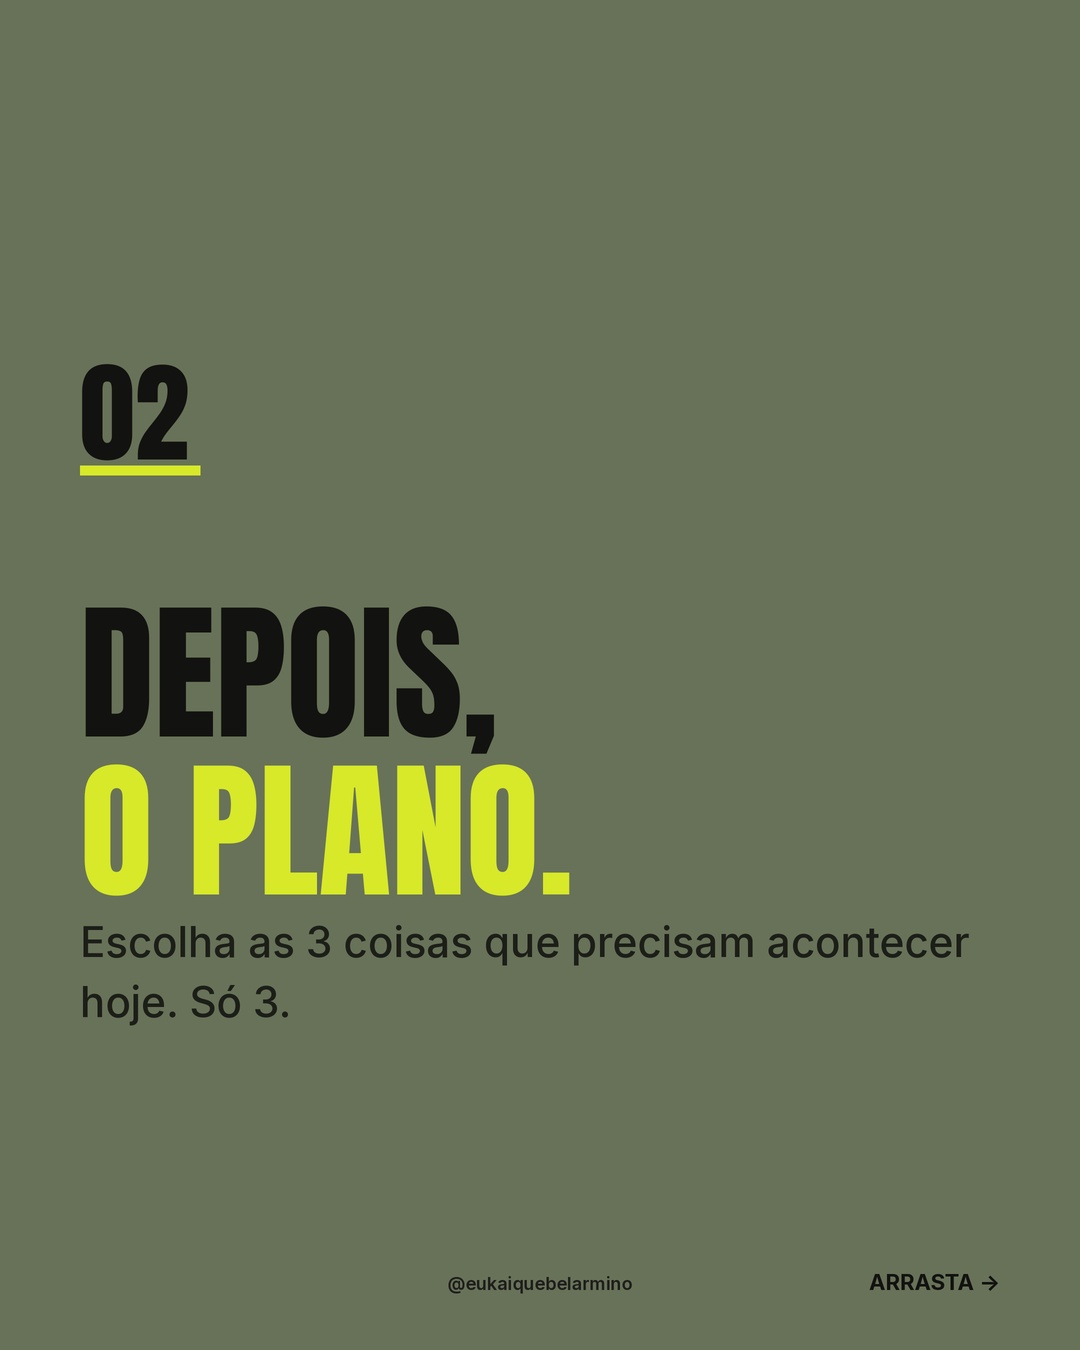 02
DEPOIS,
O PLANO.
Escolha as 3 coisas que precisam acontecer
hoje. Só 3.
@eukaiquebelarmino
ARRASTA →